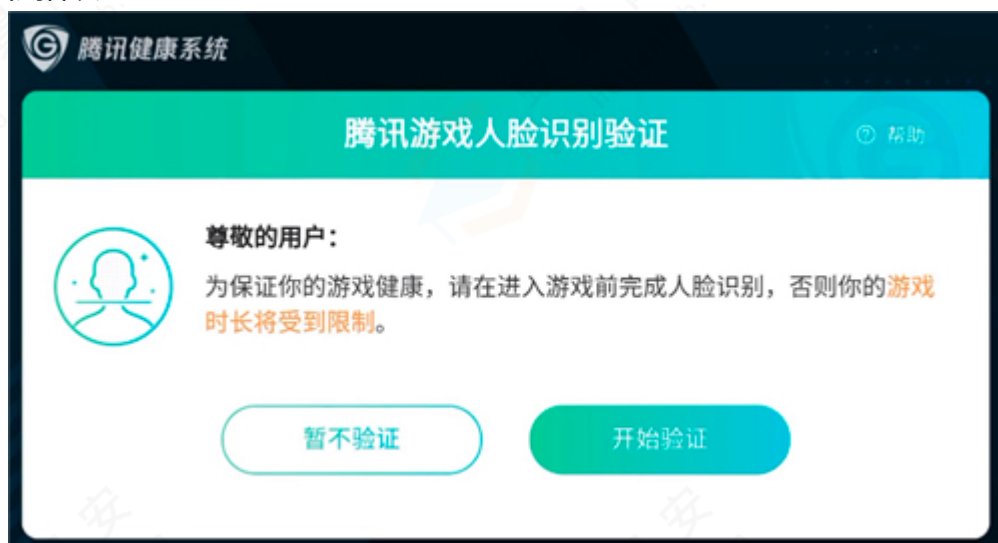 腾讯健康系统
腾讯游戏人脸识别验证
帮助
尊敬的用户：
为保证你的游戏健康，请在进入游戏前完成人脸识别，否则你的游戏
时长将受到限制。
暂不验证
开始验证